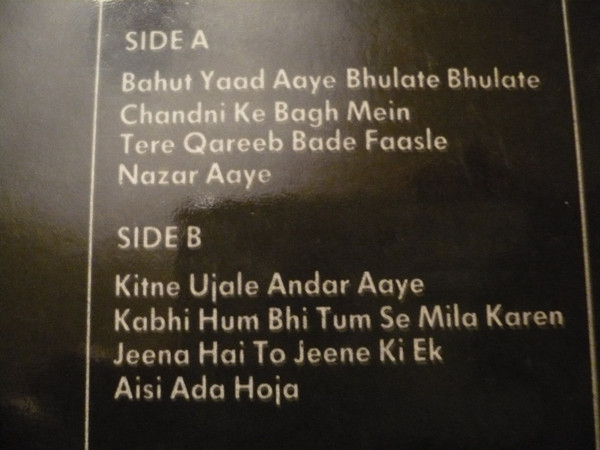 SIDE A
Bahut Yaad Aaye Bhulate Bhulate
Chandni Ke Bagh Mein
Tere Qareeb Bade Faasle
Nazar Aaye
SIDE B
Kitne Ujale Andar Aaye
Kabhi Hum Bhi Tum Se Mila Karen
Jeena Hai To Jeene Ki Ek
Aisi Ada Hoja